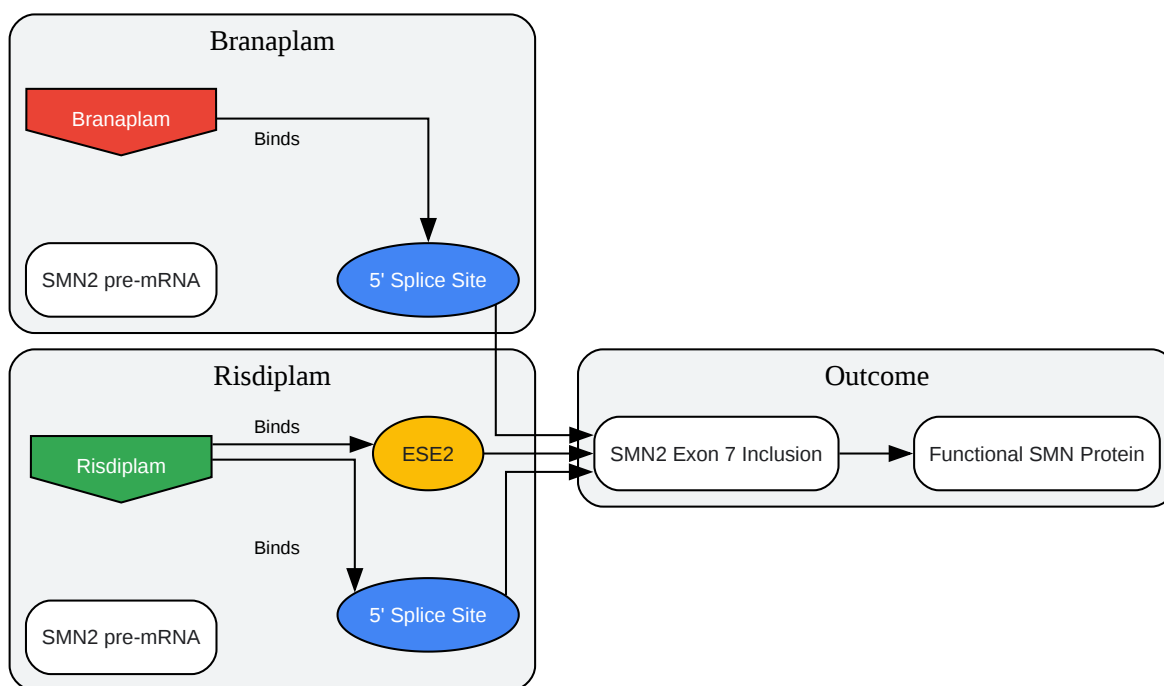 Branaplam
Branaplam
Binds
SMN2 pre-mRNA
5' Splice Site
Risdiplam
Binds
ESE2
Risdiplam
Binds
SMN2 pre-mRNA
5' Splice Site
Outcome
SMN2 Exon 7 Inclusion
Functional SMN Protein